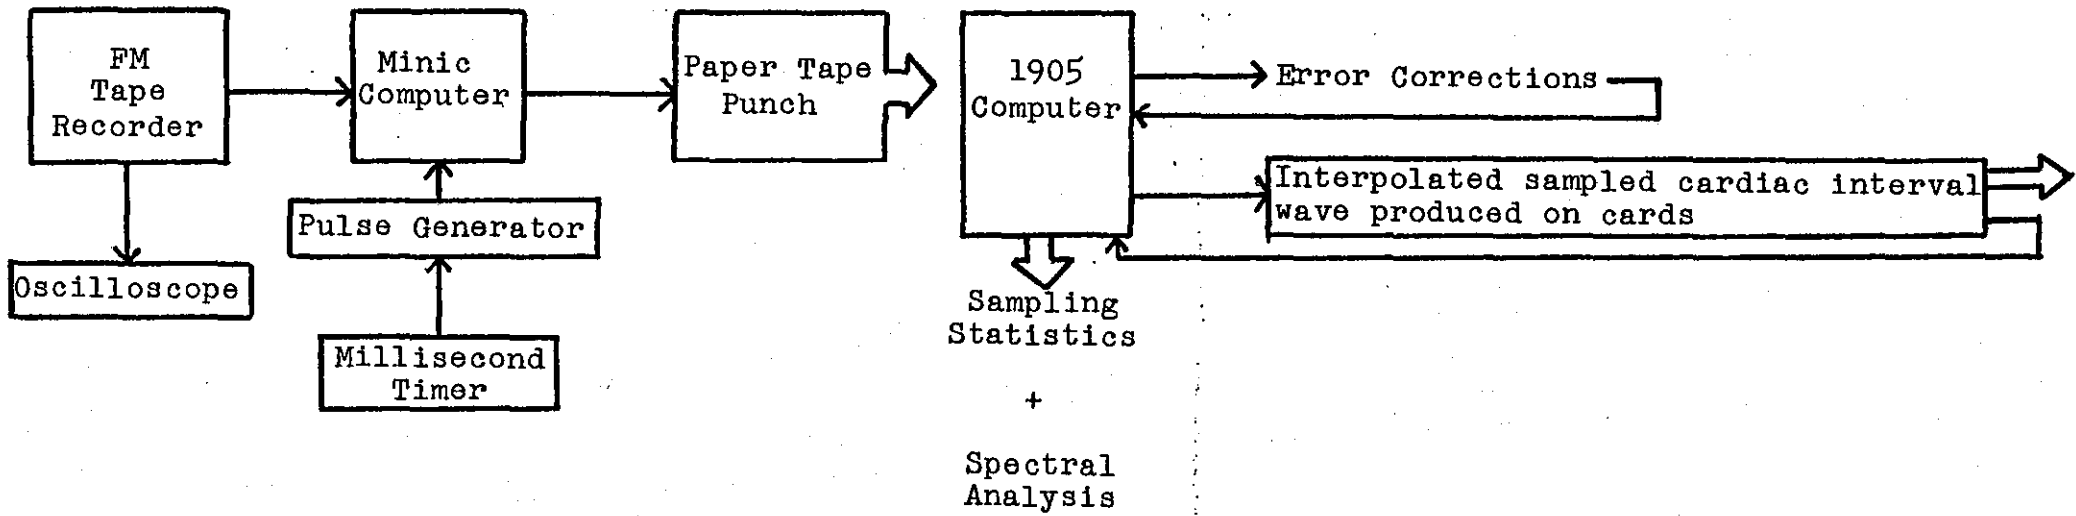 FM
Tape
Recorder
Minic
Computer
Paper Tape
Punch
1905
Computer
Error Corrections
Interpolated sampled cardiac interval
wave produced on cards
Pulse Generator
Oscilloscope
Millisecond
Timer
Sampling
Statistics
+
Spectral
Analysis